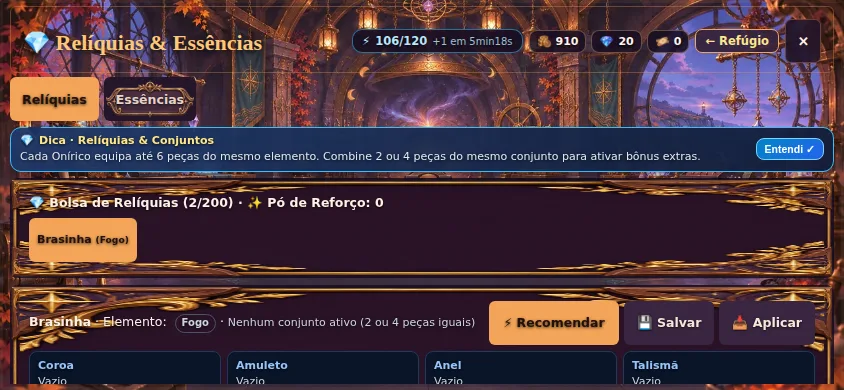 Relíquias & Essências
106/120 +1 em 5min18s
910
20
0
← Refúgio
×
Relíquias
Essências
Dica · Relíquias & Conjuntos
Cada Onírico equipa até 6 peças do mesmo elemento. Combine 2 ou 4 peças do mesmo conjunto para ativar bônus extras.
Entendi ✓
Bolsa de Relíquias (2/200) · ✨ Pó de Reforço: 0
Brasinha (Fogo)
Brasinha · Elemento: Fogo · Nenhum conjunto ativo (2 ou 4 peças iguais)
⚡ Recomendar
💾 Salvar
📥 Aplicar
Coroa
Vazio
Amuleto
Vazio
Anel
Vazio
Talismã
Vazio